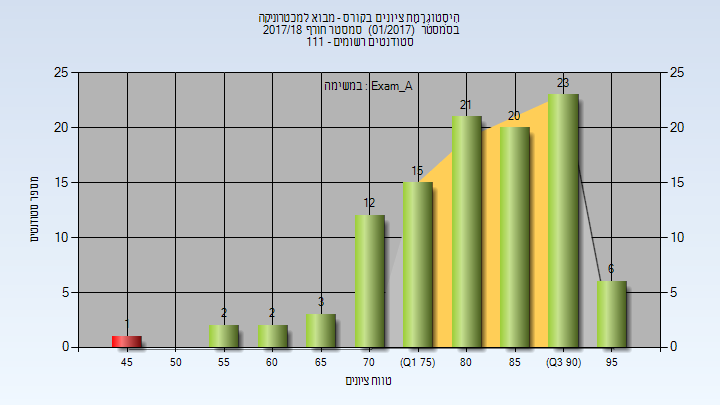 היסטוגרמת ציונים בקורס - מבוא למכטרוניקה
בסמסטר (01/2017) סמסטר חורף 2017/18
סטודנטים רשומים - 111
במשימה : Exam_A
מספר סטודנטים
25 25
20 20
15 15
10 10
5 5
0 0
1 2 2 3 12 15 21 20 23 6
45 50 55 60 65 70 (Q1 75) 80 85 (Q3 90) 95
טווח ציונים